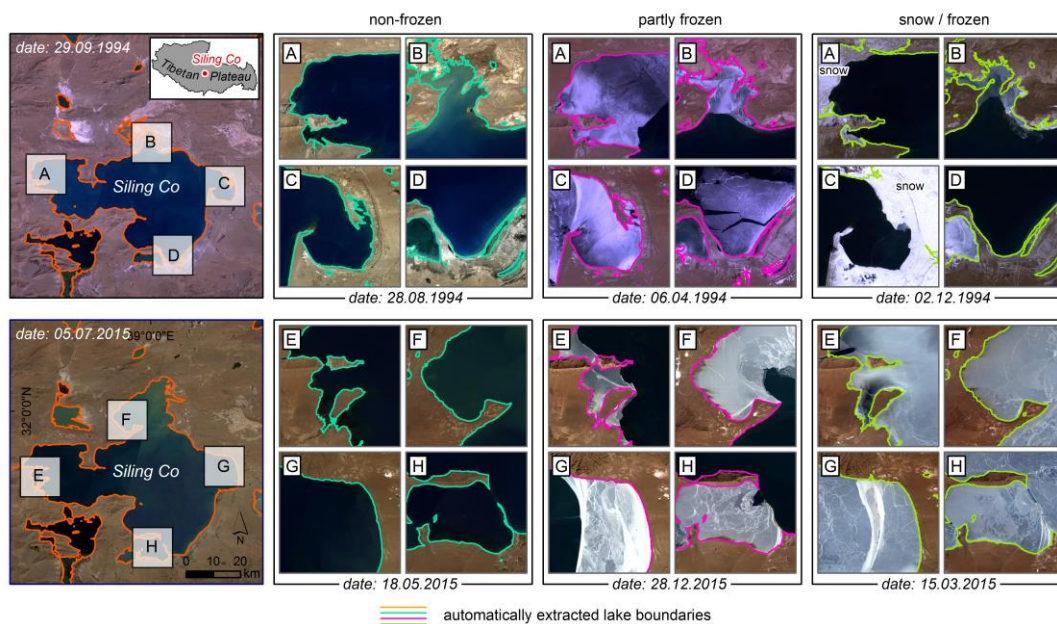 non-frozen
partly frozen
snow / frozen
date: 29.09.1994
Siling Co
Tibetan Plateau
A
B
C
D
Siling Co
A
B
C
D
date: 28.08.1994
A
B
C
D
date: 06.04.1994
A
snow
B
C
snow
D
date: 02.12.1994
date: 05.07.2015
89°0'0"E
32°0'0"N
F
Siling Co
E
G
H
N
0 10 20
km
E
F
G
H
date: 18.05.2015
E
F
G
H
date: 28.12.2015
E
F
G
H
date: 15.03.2015
automatically extracted lake boundaries